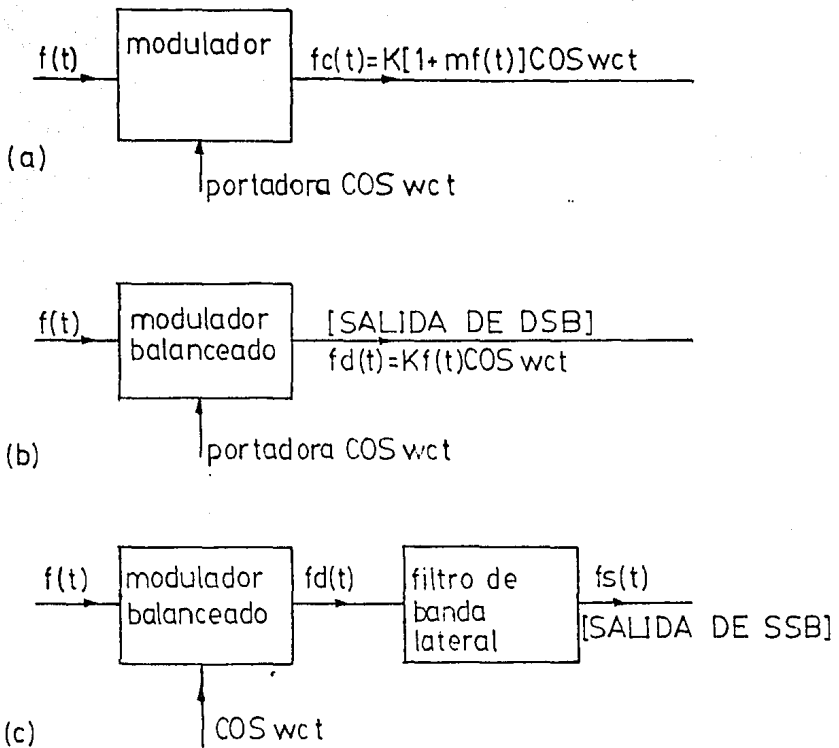 modulador
f(t)
fc(t)=K[1+mf(t)]COS wct
(a)
portadora COS wct
f(t)
modulador
balanceado
[SALIDA DE DSB]
fd(t)=Kf(t)COS wct
(b)
portadora COS wct
f(t)
modulador
balanceado
fd(t)
filtro de
banda
lateral
fs(t)
[SALIDA DE SSB]
(c)
COS wct